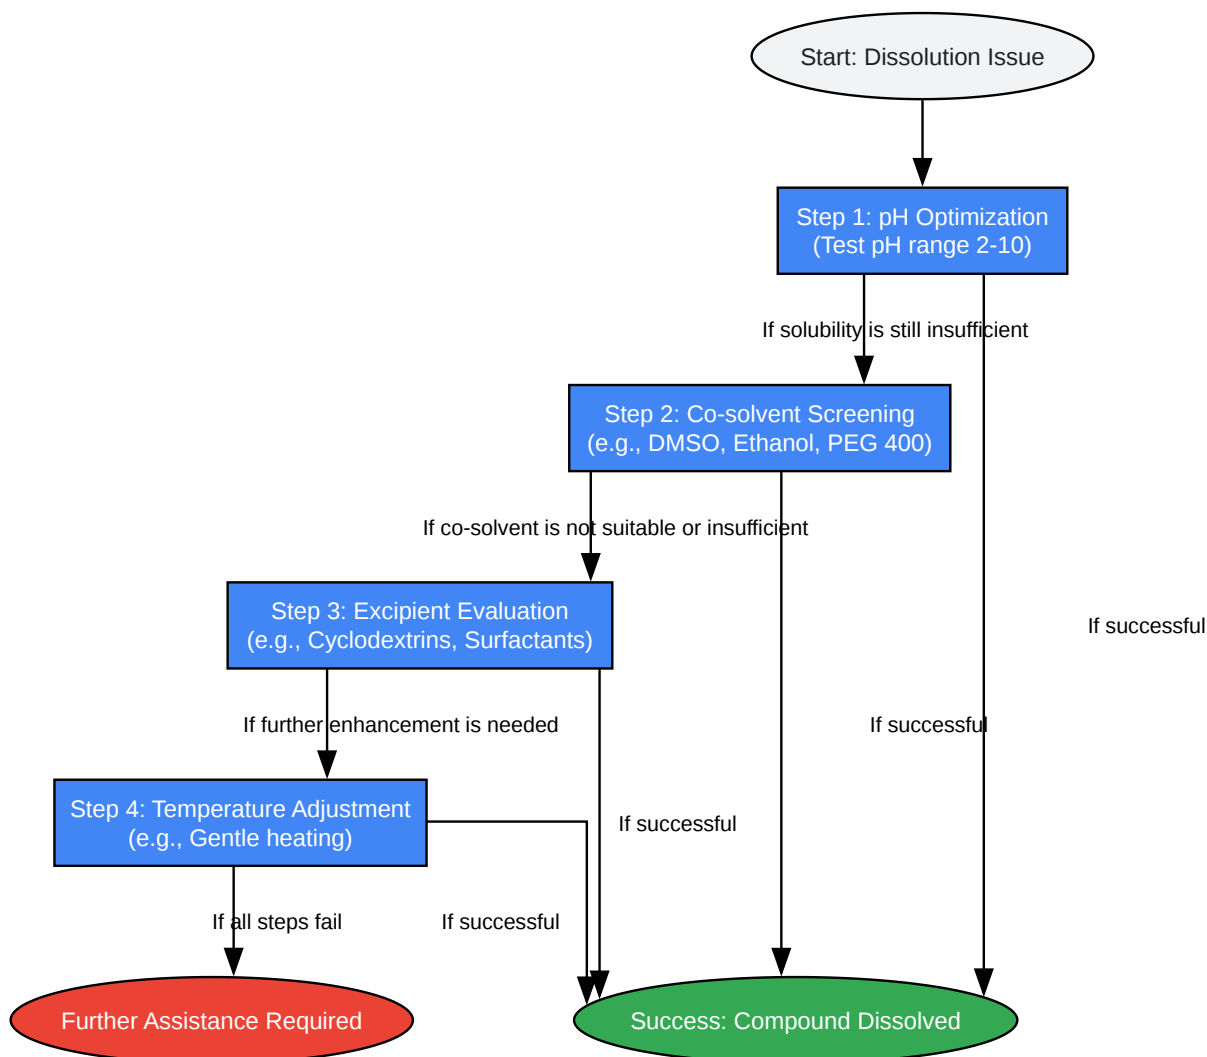 Start: Dissolution Issue
Step 1: pH Optimization
(Test pH range 2-10)
If solubility is still insufficient
Step 2: Co-solvent Screening
(e.g., DMSO, Ethanol, PEG 400)
If co-solvent is not suitable or insufficient
Step 3: Excipient Evaluation
(e.g., Cyclodextrins, Surfactants)
If successful
If further enhancement is needed
If successful
Step 4: Temperature Adjustment
(e.g., Gentle heating)
If successful
If all steps fail
If successful
Further Assistance Required
Success: Compound Dissolved